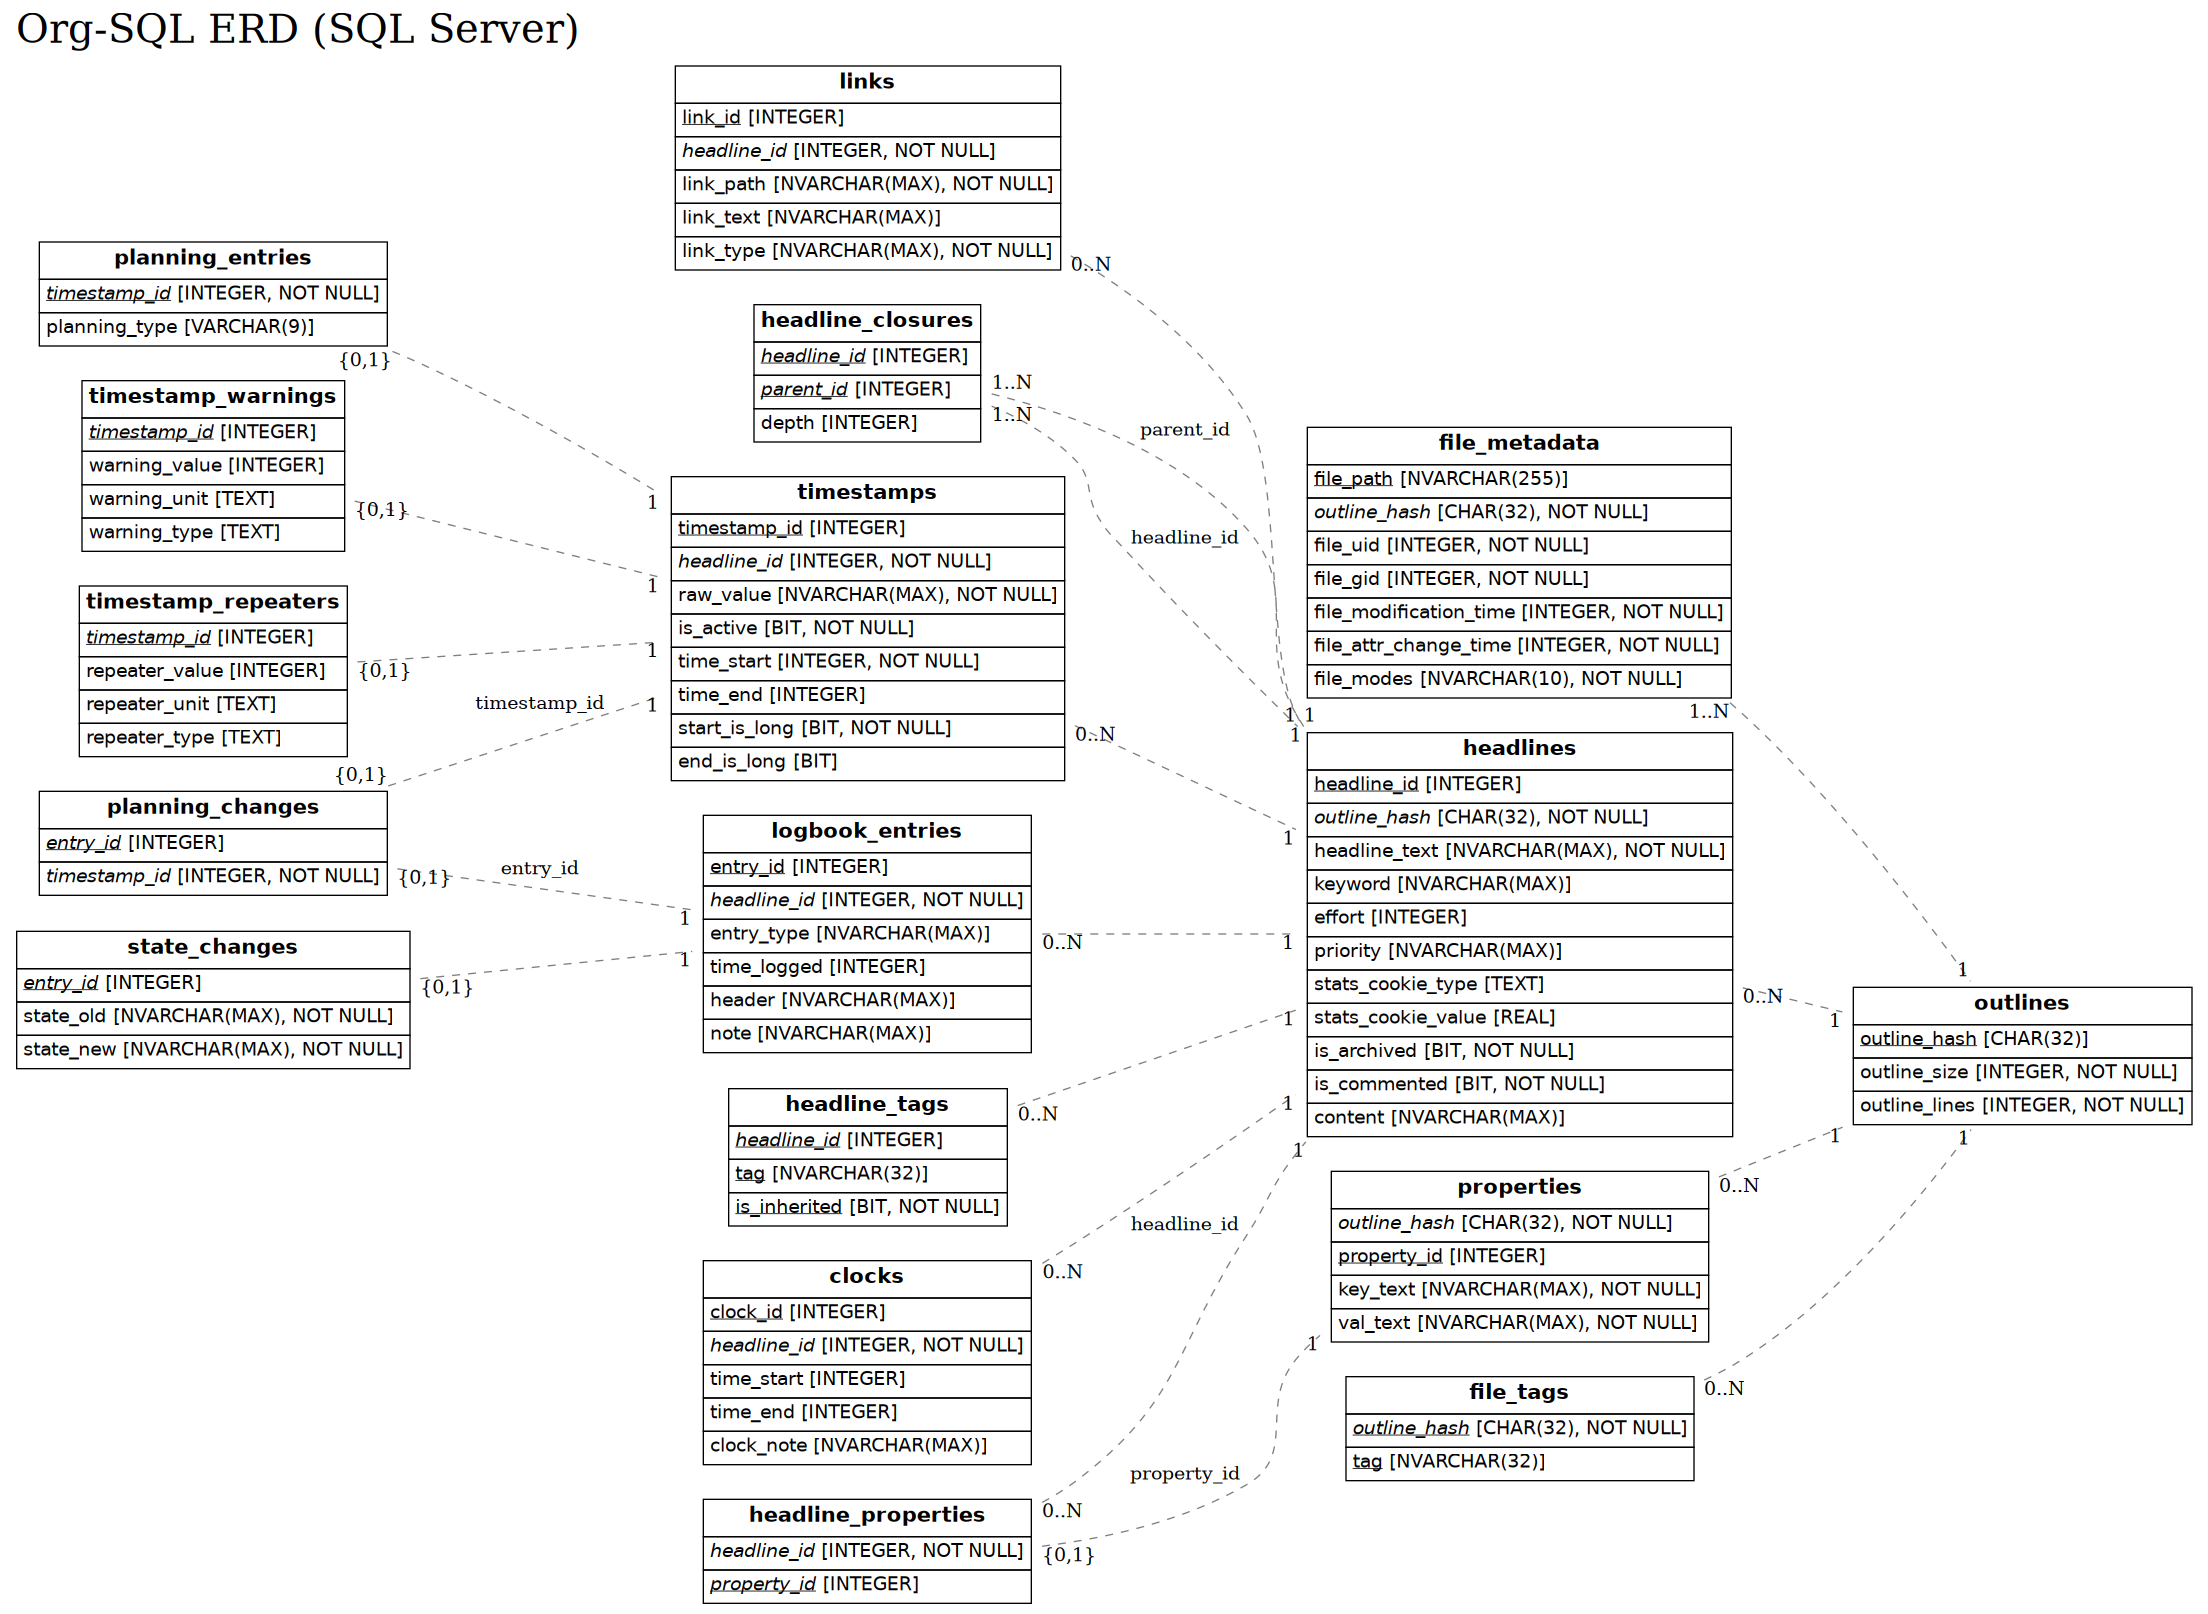 Org-SQL ERD (SQL Server)
links
link_id [INTEGER]
headline_id [INTEGER, NOT NULL]
link_path [NVARCHAR(MAX), NOT NULL]
link_text [NVARCHAR(MAX)]
link_type [NVARCHAR(MAX), NOT NULL]
0..N
planning_entries
timestamp_id [INTEGER, NOT NULL]
planning_type [VARCHAR(9)]
{0,1}
headline_closures
headline_id [INTEGER]
parent_id [INTEGER]
depth [INTEGER]
1..N
1..N
parent_id
headline_id
timestamp_warnings
timestamp_id [INTEGER]
warning_value [INTEGER]
warning_unit [TEXT]
warning_type [TEXT]
{0,1}
1
1
timestamps
timestamp_id [INTEGER]
headline_id [INTEGER, NOT NULL]
raw_value [NVARCHAR(MAX), NOT NULL]
is_active [BIT, NOT NULL]
time_start [INTEGER, NOT NULL]
time_end [INTEGER]
start_is_long [BIT, NOT NULL]
end_is_long [BIT]
0..N
1
file_metadata
file_path [NVARCHAR(255)]
outline_hash [CHAR(32), NOT NULL]
file_uid [INTEGER, NOT NULL]
file_gid [INTEGER, NOT NULL]
file_modification_time [INTEGER, NOT NULL]
file_attr_change_time [INTEGER, NOT NULL]
file_modes [NVARCHAR(10), NOT NULL]
1..N
1
timestamp_repeaters
timestamp_id [INTEGER]
repeater_value [INTEGER]
repeater_unit [TEXT]
repeater_type [TEXT]
{0,1}
1
timestamp_id
1
{0,1}
planning_changes
entry_id [INTEGER]
timestamp_id [INTEGER, NOT NULL]
{0,1}
entry_id
1
state_changes
entry_id [INTEGER]
state_old [NVARCHAR(MAX), NOT NULL]
state_new [NVARCHAR(MAX), NOT NULL]
{0,1}
1
logbook_entries
entry_id [INTEGER]
headline_id [INTEGER, NOT NULL]
entry_type [NVARCHAR(MAX)]
time_logged [INTEGER]
header [NVARCHAR(MAX)]
note [NVARCHAR(MAX)]
0..N
1
1 1
1
headlines
headline_id [INTEGER]
outline_hash [CHAR(32), NOT NULL]
headline_text [NVARCHAR(MAX), NOT NULL]
keyword [NVARCHAR(MAX)]
effort [INTEGER]
priority [NVARCHAR(MAX)]
stats_cookie_type [TEXT]
stats_cookie_value [REAL]
is_archived [BIT, NOT NULL]
is_commented [BIT, NOT NULL]
content [NVARCHAR(MAX)]
0..N
1
outlines
outline_hash [CHAR(32)]
outline_size [INTEGER, NOT NULL]
outline_lines [INTEGER, NOT NULL]
1
1
headline_tags
headline_id [INTEGER]
tag [NVARCHAR(32)]
is_inherited [BIT, NOT NULL]
0..N
1
clocks
clock_id [INTEGER]
headline_id [INTEGER, NOT NULL]
time_start [INTEGER]
time_end [INTEGER]
clock_note [NVARCHAR(MAX)]
0..N
1
properties
outline_hash [CHAR(32), NOT NULL]
property_id [INTEGER]
key_text [NVARCHAR(MAX), NOT NULL]
val_text [NVARCHAR(MAX), NOT NULL]
0..N
file_tags
outline_hash [CHAR(32), NOT NULL]
tag [NVARCHAR(32)]
0..N
headline_properties
headline_id [INTEGER, NOT NULL]
property_id [INTEGER]
0..N
headline_id
1
{0,1}
property_id
1